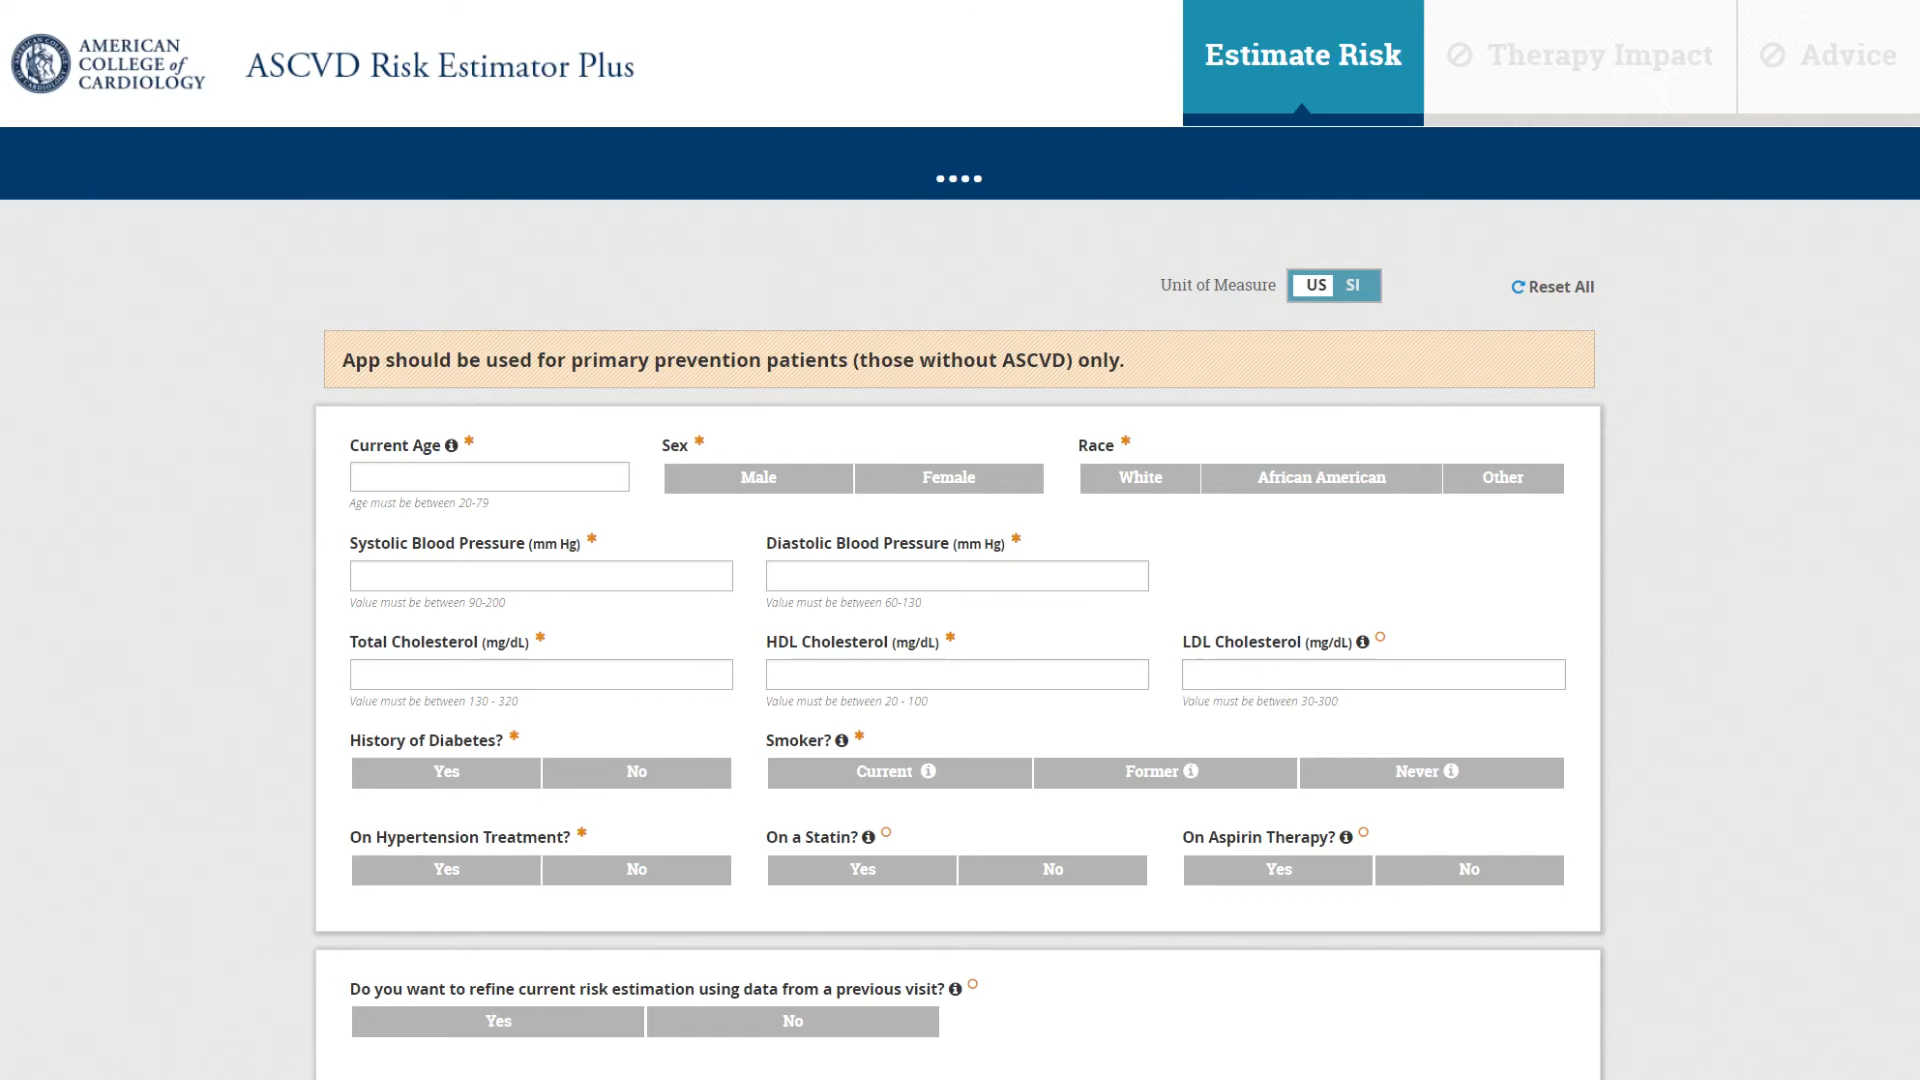 AMERICAN
COLLEGE of
CARDIOLOGY
ASCVD Risk Estimator Plus
Estimate Risk
Therapy Impact
Advice
Unit of Measure US SI
Reset All
App should be used for primary prevention patients (those without ASCVD) only.
Current Age *
Sex *
Race *
Male Female
White African American Other
Age must be between 20-79
Systolic Blood Pressure (mm Hg) *
Diastolic Blood Pressure (mm Hg) *
Value must be between 90-200
Value must be between 60-130
Total Cholesterol (mg/dL) *
HDL Cholesterol (mg/dL) *
LDL Cholesterol (mg/dL)
Value must be between 130 - 320
Value must be between 20 - 100
Value must be between 30-300
History of Diabetes? *
Smoker? *
Yes No
Current Former Never
On Hypertension Treatment? *
On a Statin?
On Aspirin Therapy?
Yes No
Yes No
Yes No
Do you want to refine current risk estimation using data from a previous visit?
Yes No